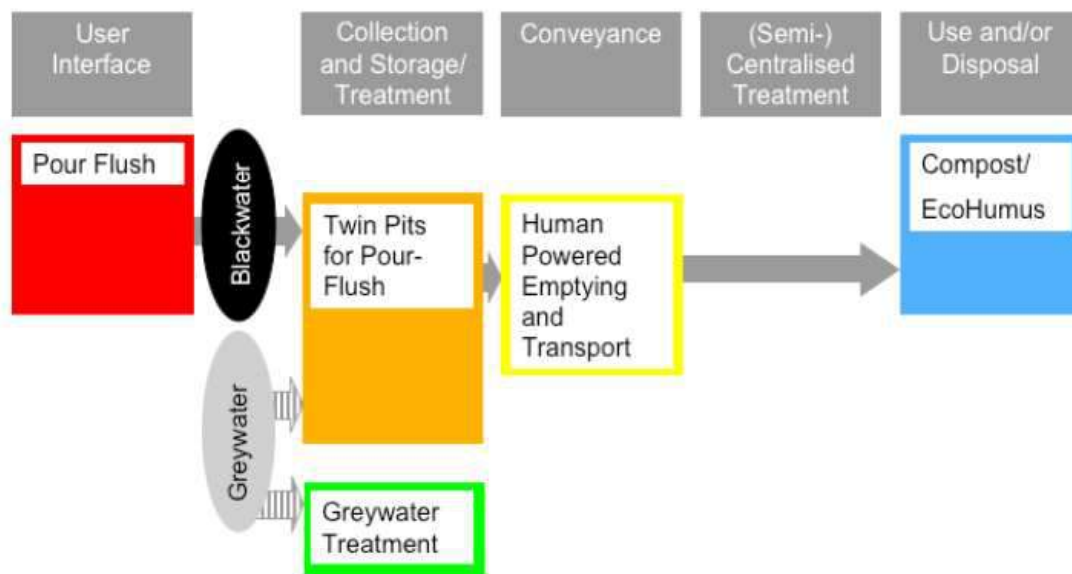 User
Interface
Collection
and Storage/
Treatment
Conveyance
(Semi-)
Centralised
Treatment
Use and/or
Disposal
Pour Flush
Blackwater
Twin Pits
for Pour-
Flush
Human
Powered
Emptying
and
Transport
Compost/
EcoHumus
Greywater
Greywater
Treatment